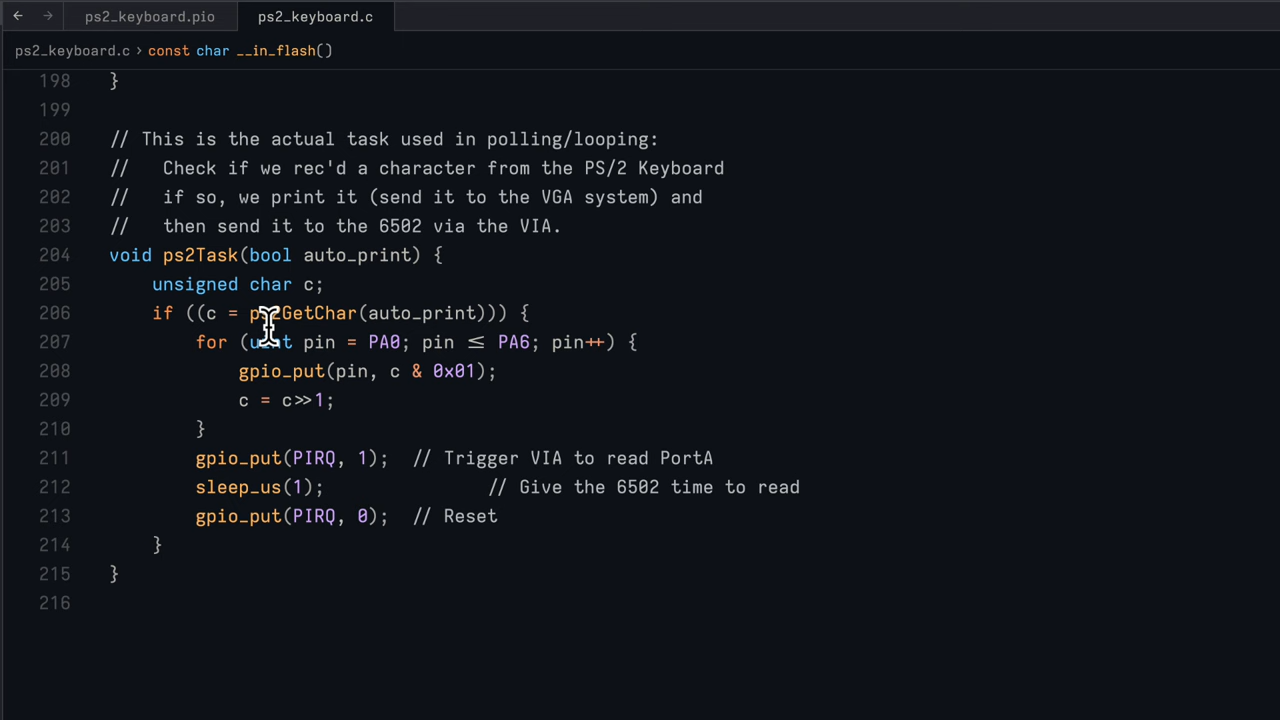 ← → ps2_keyboard.pio ps2_keyboard.c
ps2_keyboard.c › const char __in_flash()
198 }
199
200 // This is the actual task used in polling/looping:
201 //   Check if we rec'd a character from the PS/2 Keyboard
202 //   if so, we print it (send it to the VGA system) and
203 //   then send it to the 6502 via the VIA.
204 void ps2Task(bool auto_print) {
205     unsigned char c;
206     if ((c = ps2GetChar(auto_print))) {
207         for (uint pin = PA0; pin <= PA6; pin++) {
208             gpio_put(pin, c & 0x01);
209             c = c>>1;
210         }
211         gpio_put(PIRQ, 1);  // Trigger VIA to read PortA
212         sleep_us(1);               // Give the 6502 time to read
213         gpio_put(PIRQ, 0);  // Reset
214     }
215 }
216